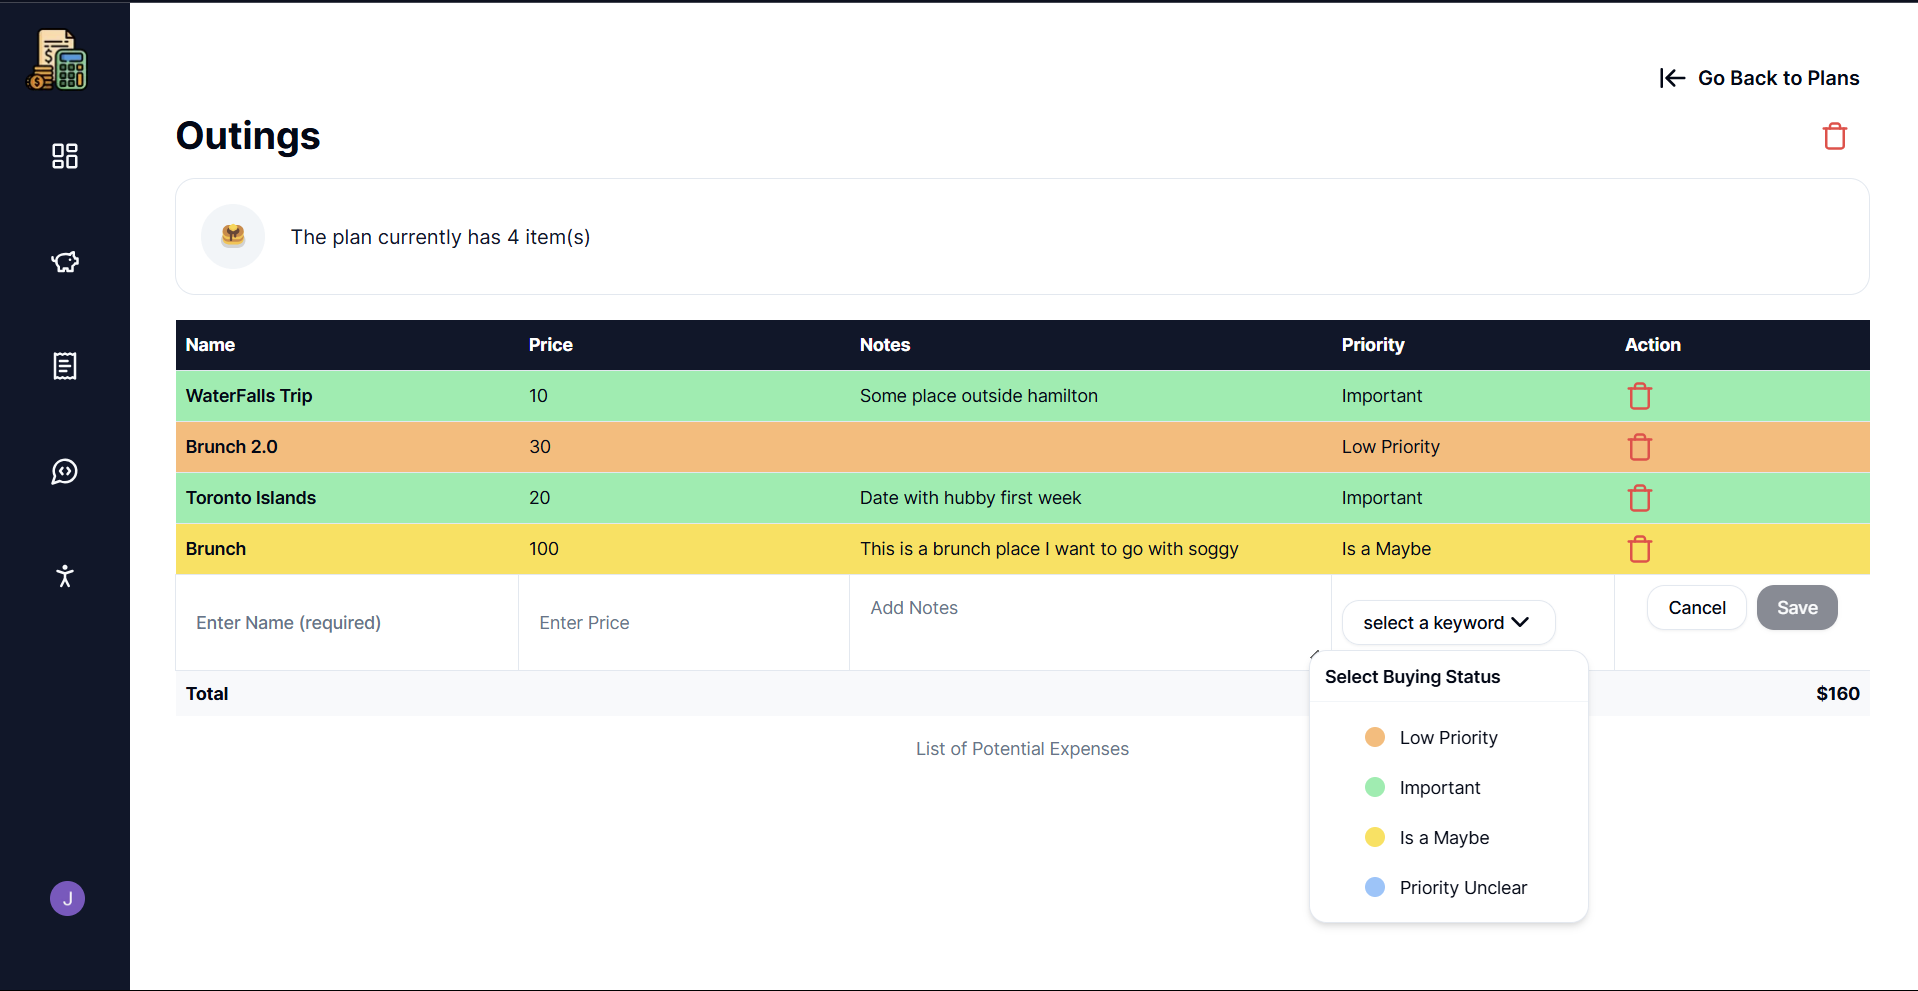 Go Back to Plans
Outings
The plan currently has 4 item(s)
Name Price Notes Priority Action
WaterFalls Trip 10 Some place outside hamilton Important
Brunch 2.0 30 Low Priority
Toronto Islands 20 Date with hubby first week Important
Brunch 100 This is a brunch place I want to go with soggy Is a Maybe
Enter Name (required) Enter Price Add Notes select a keyword Cancel Save
Select Buying Status
Total $160
Low Priority
List of Potential Expenses
Important
Is a Maybe
Priority Unclear
J